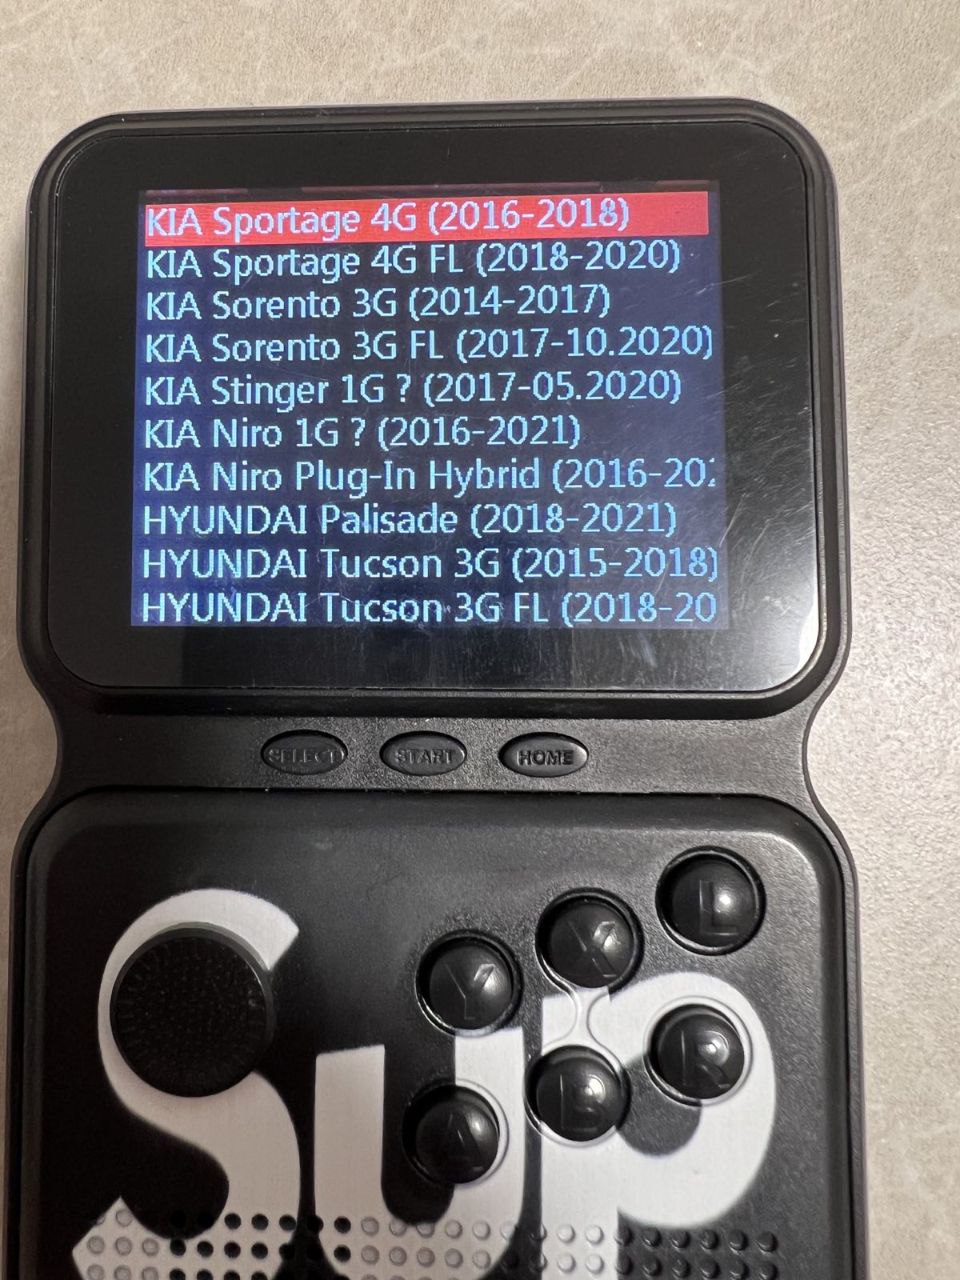 KIA Sportage 4G (2016-2018)
KIA Sportage 4G FL (2018-2020)
KIA Sorento 3G (2014-2017)
KIA Sorento 3G FL (2017-10.2020)
KIA Stinger 1G ? (2017-05.2020)
KIA Niro 1G ? (2016-2021)
KIA Niro Plug-In Hybrid (2016-202
HYUNDAI Palisade (2018-2021)
HYUNDAI Tucson 3G (2015-2018)
HYUNDAI Tucson 3G FL (2018-20
SELECT START HOME
L
X
Y
R
B
A
Sup